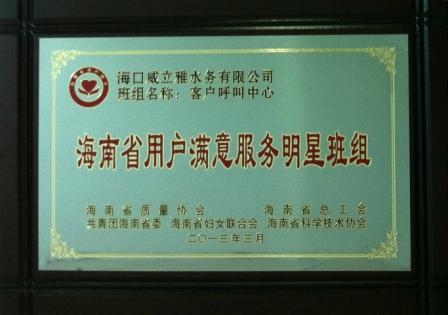 海口威立雅水务有限公司
班组名称：客户呼叫中心
海南省用户满意服务明星班组
海南省质量协会 海南省总工会
共青团海南省委 海南省妇女联合会 海南省科学技术协会
二〇一三年三月